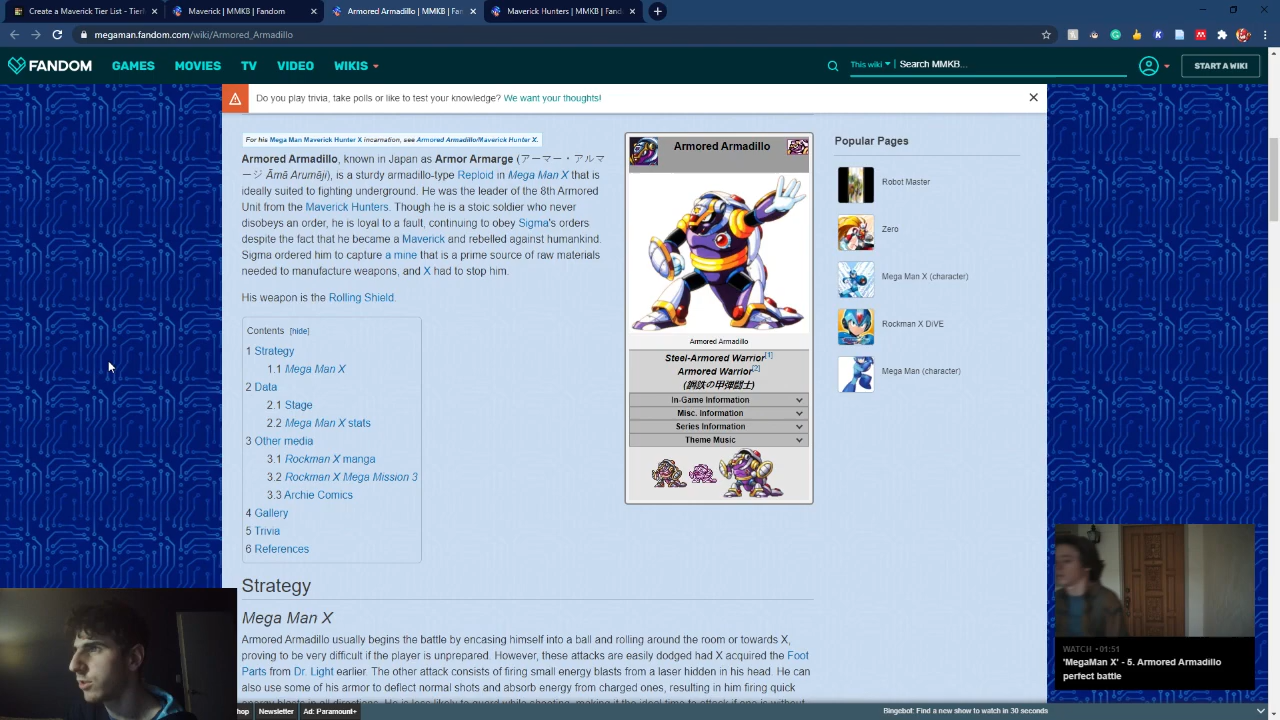 Create a Maverick Tier List - Tierl
Maverick Hunters | MMKB | Fan
Armored Armadillo | MMKB | Fa
Maverick Hunters | MMKB | Fand
megaman.fandom.com/wiki/Armored_Armadillo
FANDOM GAMES MOVIES TV VIDEO WIKIS This wiki Search MMKB... START A WIKI
Do you play trivia, take polls or like to test your knowledge? We want your thoughts!
For his Mega Man Maverick Hunter X incarnation, see Armored Armadillo/Maverick Hunter X.
Armored Armadillo, known in Japan as Armor Armarge (アーマー・アルマ
ージ Āmā Arumāji), is a sturdy armadillo-type Reploid in Mega Man X that is
ideally suited to fighting underground. He was the leader of the 8th Armored
Unit from the Maverick Hunters. Though he is a stoic soldier who never
disobeys an order, he is loyal to a fault, continuing to obey Sigma's orders
despite the fact that he became a Maverick and rebelled against humankind.
Sigma ordered him to capture a mine that is a prime source of raw materials
needed to manufacture weapons, and X had to stop him.
His weapon is the Rolling Shield.
Contents [hide]
1 Strategy
1.1 Mega Man X
2 Data
2.1 Stage
2.2 Mega Man X stats
3 Other media
3.1 Rockman X manga
3.2 Rockman X Mega Mission 3
3.3 Archie Comics
4 Gallery
5 Trivia
6 References
Armored Armadillo
Armored Armadillo
Steel-Armored Warrior[1]
Armored Warrior[2]
(鋼鉄の甲弾闘士)
In-Game Information
Misc. Information
Series Information
Theme Music
Popular Pages
Robot Master
Zero
Mega Man X (character)
Rockman X DiVE
Mega Man (character)
Strategy
Mega Man X
Armored Armadillo usually begins the battle by encasing himself into a ball and rolling around the room or towards X,
proving to be very difficult if the player is unprepared. However, these attacks are easily dodged had X acquired the Foot
Parts from Dr. Light earlier. Another attack consists of firing small energy blasts from a laser hidden in his head. He can
also use some of his armor to deflect normal shots and absorb energy from charged ones, resulting in him firing quick
WATCH • 01:51
'MegaMan X' - 5. Armored Armadillo
perfect battle
hop Newsletter Ad: Paramount+ Bingebot: Find a new show to watch in 30 seconds